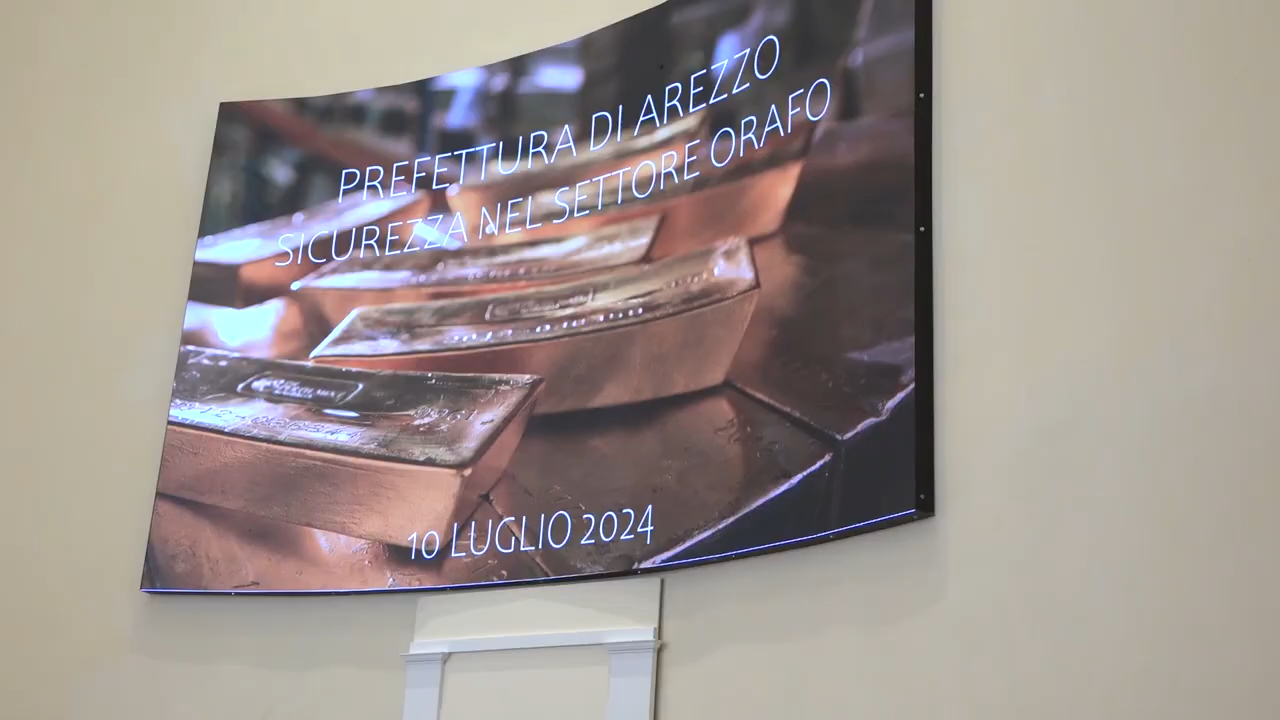 PREFETTURA DI AREZZO
SICUREZZA NEL SETTORE ORAFO
10 LUGLIO 2024